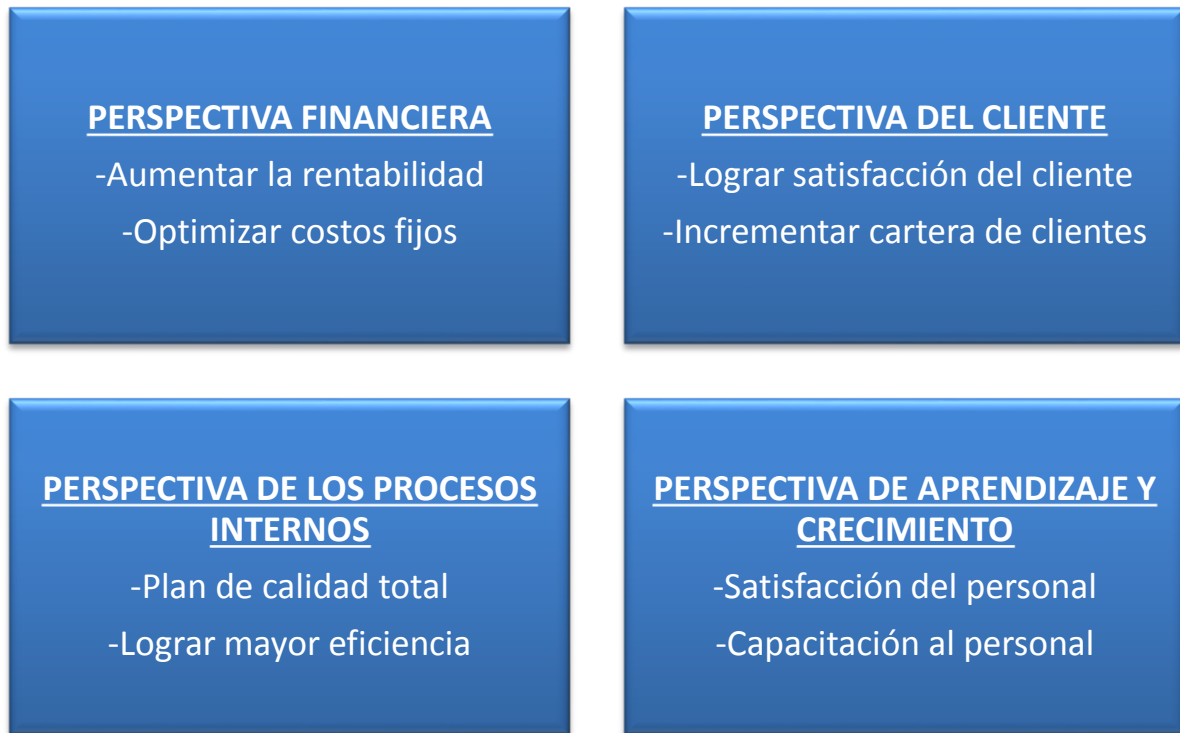 PERSPECTIVA FINANCIERA
-Aumentar la rentabilidad
-Optimizar costos fijos
PERSPECTIVA DEL CLIENTE
-Lograr satisfacción del cliente
-Incrementar cartera de clientes
PERSPECTIVA DE LOS PROCESOS
INTERNOS
-Plan de calidad total
-Lograr mayor eficiencia
PERSPECTIVA DE APRENDIZAJE Y
CRECIMIENTO
-Satisfacción del personal
-Capacitación al personal